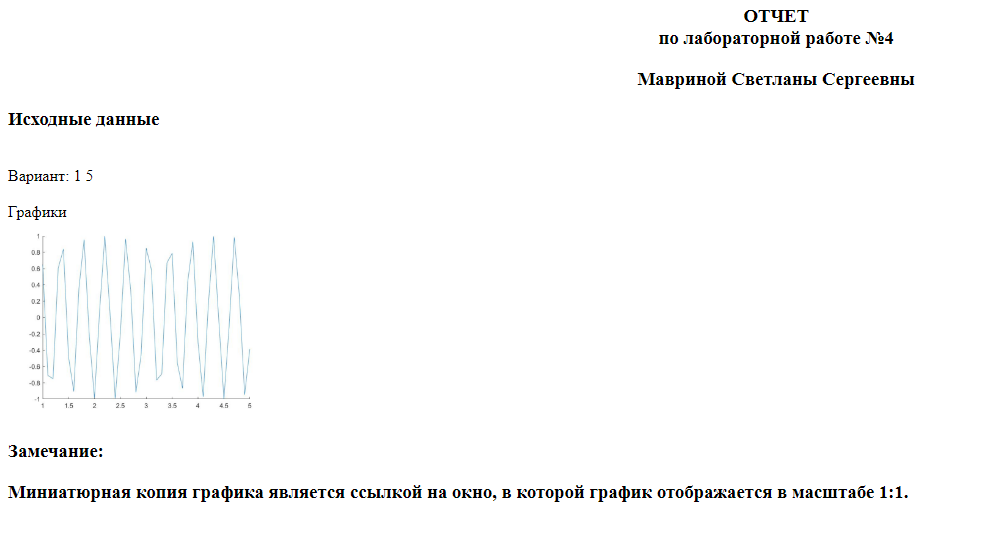 ОТЧЕТ
по лабораторной работе №4
Мавриной Светланы Сергеевны
Исходные данные
Вариант: 1 5
Графики
1
0.8
0.6
0.4
0.2
0
-0.2
-0.4
-0.6
-0.8
-1
1 1.5 2 2.5 3 3.5 4 4.5 5
Замечание:
Миниатюрная копия графика является ссылкой на окно, в которой график отображается в масштабе 1:1.